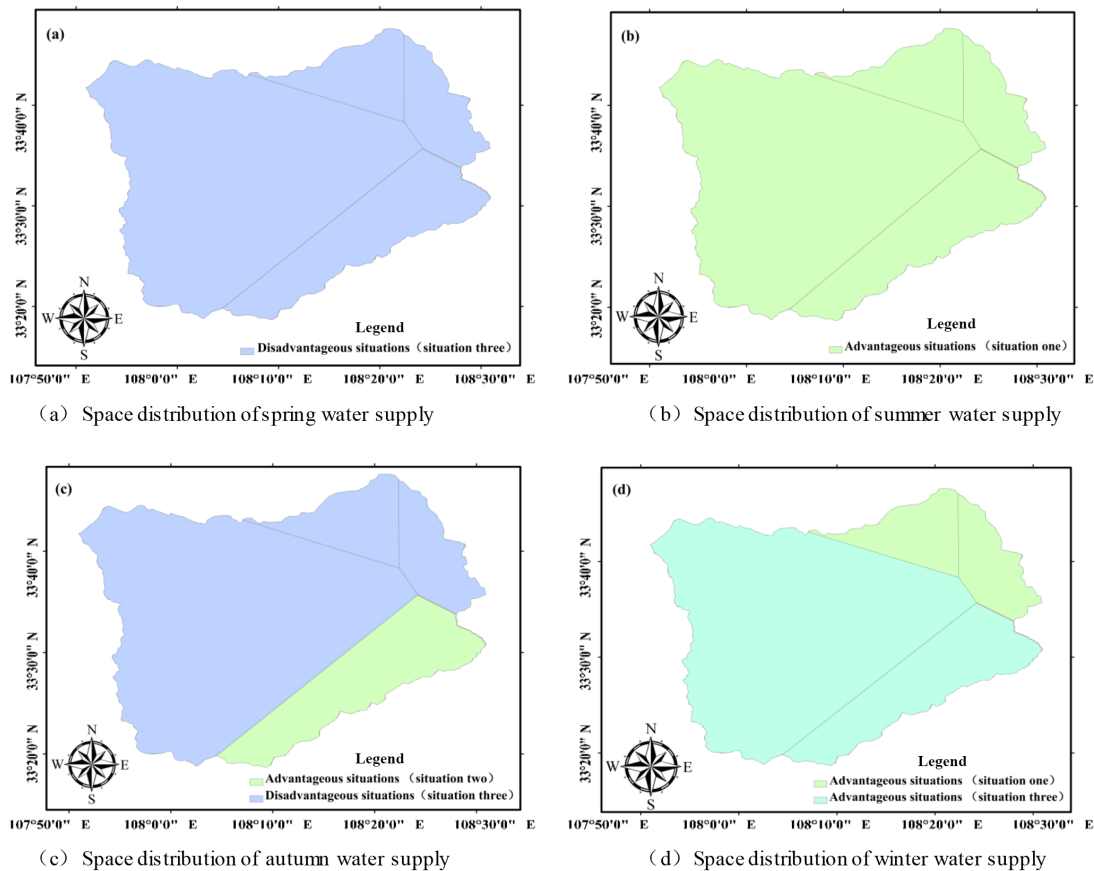 (a)
33°40'0'' N
33°30'0'' N
33°20'0'' N
N
W E
S
Legend
Disadvantageous situations（situation three）
107°50'0'' E 108°0'0'' E 108°10'0'' E 108°20'0'' E 108°30'0'' E
（a） Space distribution of spring water supply
(b)
33°40'0'' N
33°30'0'' N
33°20'0'' N
N
W E
S
Legend
Advantageous situations （situation one）
107°50'0'' E 108°0'0'' E 108°10'0'' E 108°20'0'' E 108°30'0'' E
（b） Space distribution of summer water supply
(c)
33°40'0'' N
33°30'0'' N
33°20'0'' N
N
W E
S
Legend
Advantageous situations （situation two）
Disadvantageous situations（situation three）
107°50'0'' E 108°0'0'' E 108°10'0'' E 108°20'0'' E 108°30'0'' E
（c） Space distribution of autumn water supply
(d)
33°40'0'' N
33°30'0'' N
33°20'0'' N
N
W E
S
Legend
Advantageous situations （situation one）
Advantageous situations （situation three）
107°50'0'' E 108°0'0'' E 108°10'0'' E 108°20'0'' E 108°30'0'' E
（d） Space distribution of winter water supply